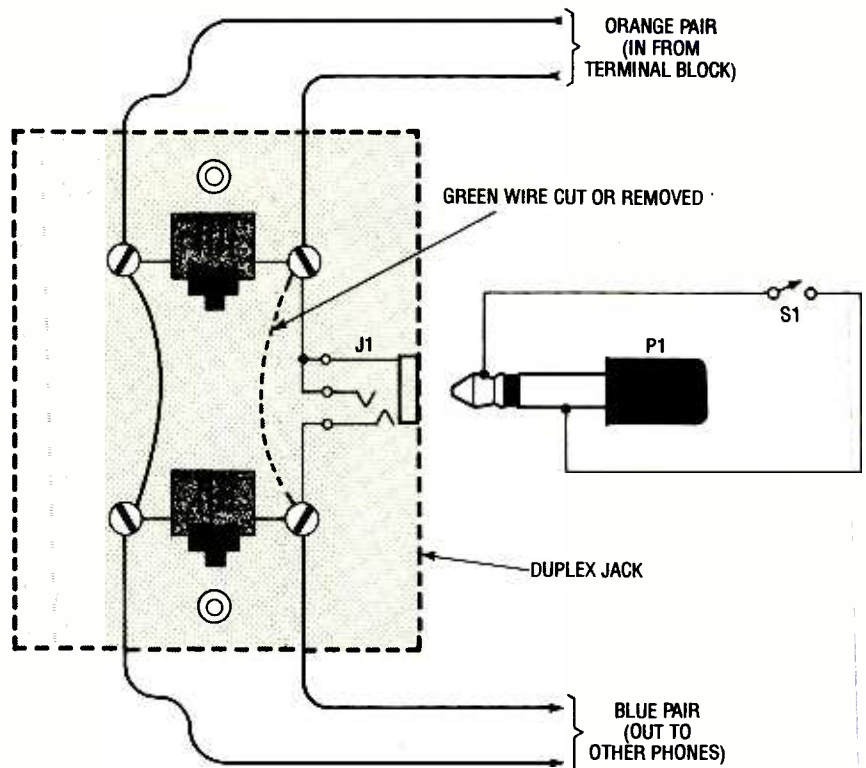 ORANGE PAIR
(IN FROM
TERMINAL BLOCK)
GREEN WIRE CUT OR REMOVED
J1
S1
P1
DUPLEX JACK
BLUE PAIR
(OUT TO
OTHER PHONES)